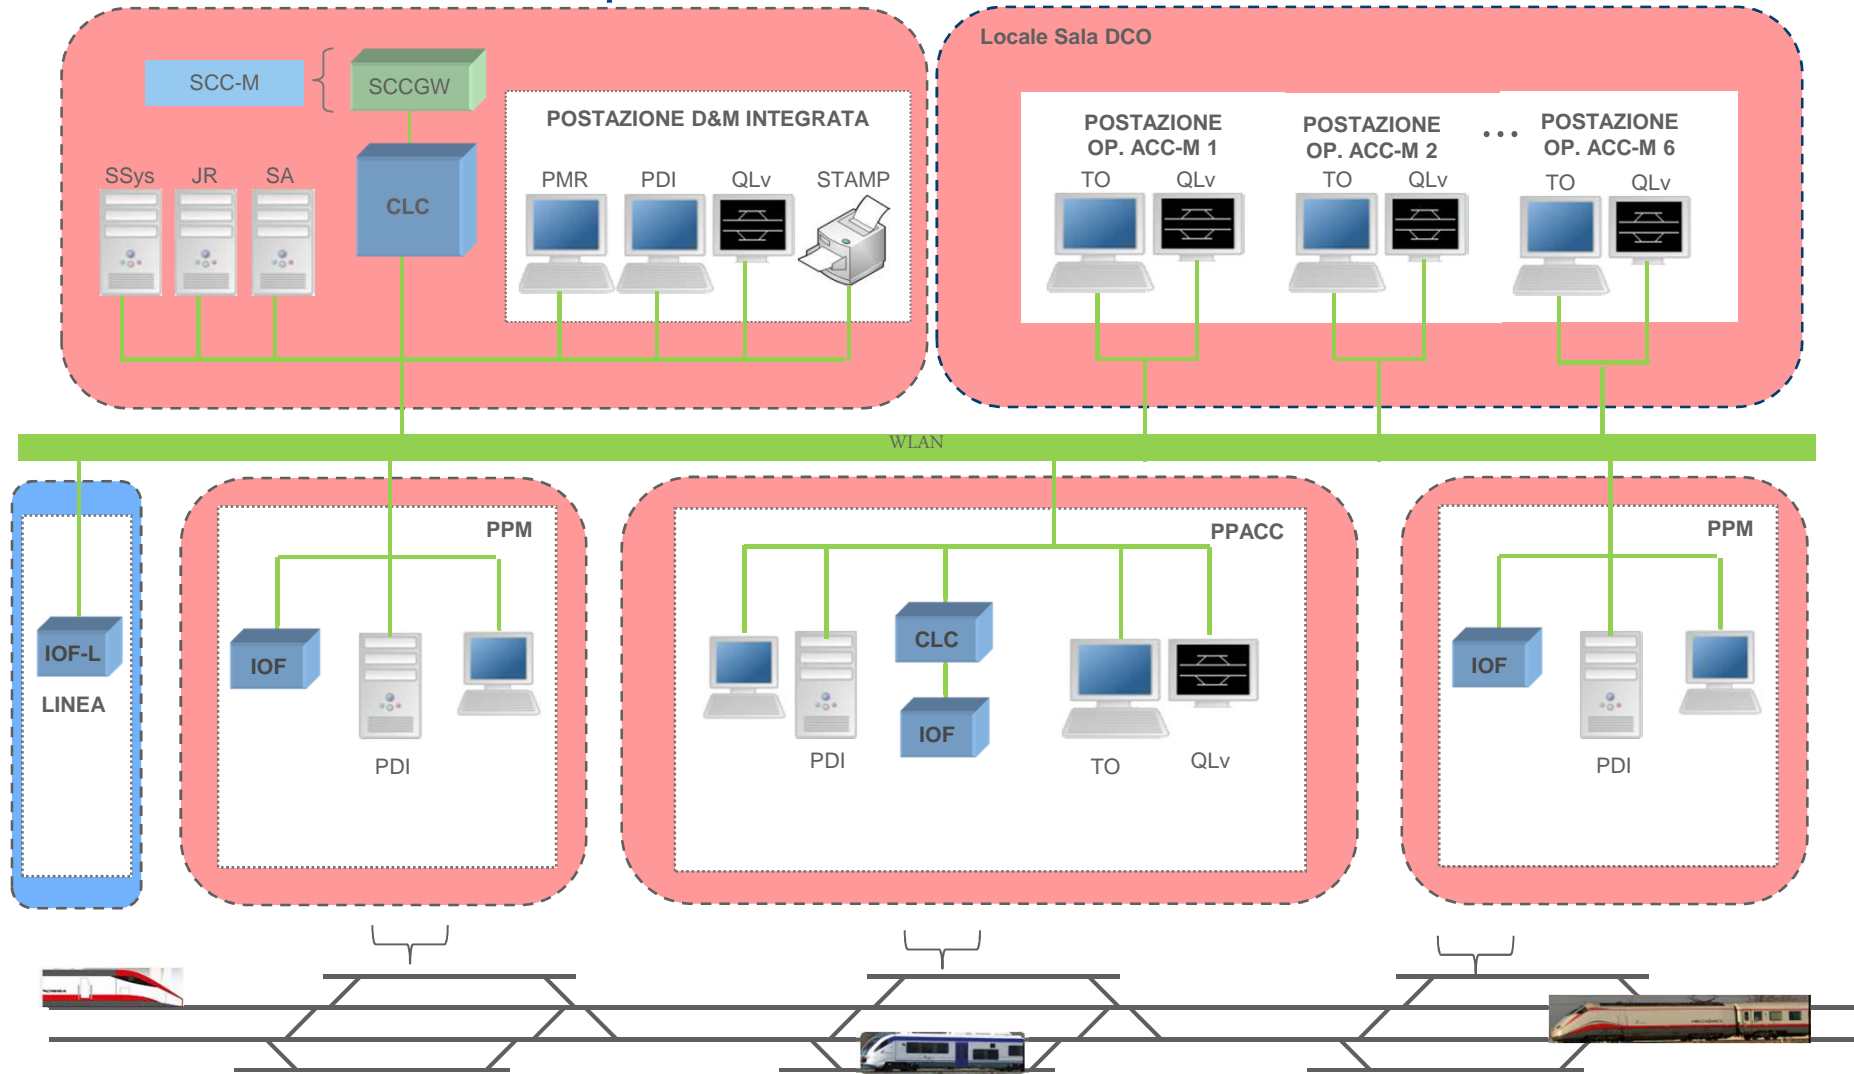 Locale Sala DCO
SCC-M
SCCGW
POSTAZIONE D&M INTEGRATA
POSTAZIONE
OP. ACC-M 1
POSTAZIONE
OP. ACC-M 2
...
POSTAZIONE
OP. ACC-M 6
SSys
JR
SA
CLC
PMR
PDI
QLv
STAMP
TO
QLv
TO
QLv
TO
QLv
WLAN
PPM
PPACC
PPM
IOF-L
LINEA
IOF
PDI
CLC
IOF
PDI
TO
QLv
IOF
PDI